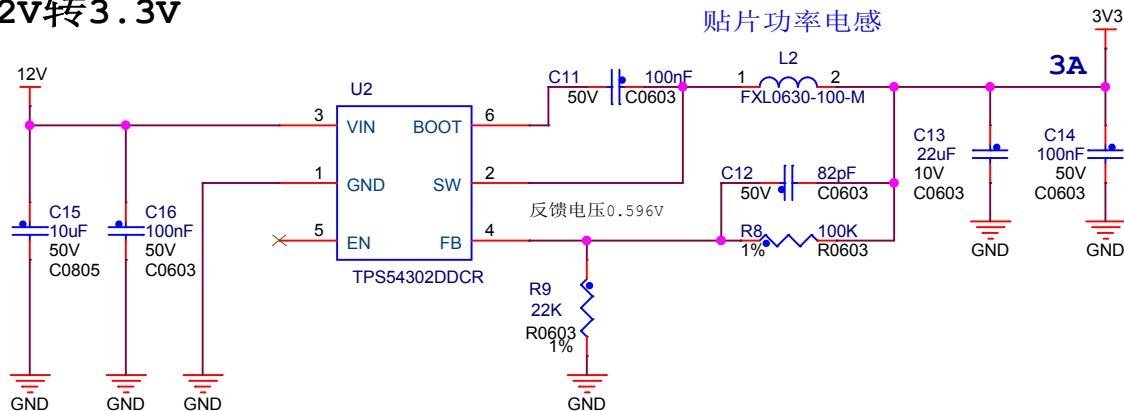 2V转3.3V
贴片功率电感
3V3
12V
3A
L2
1 2
FXL0630-100-M
C11
50V
100nF
C0603
U2
3 VIN
BOOT 6
1 GND
SW 2
5 EN
FB 4
TPS54302DDCR
反馈电压0.596V
C12
50V
82pF
C0603
R8
1%
100K
R0603
C13
22uF
10V
C0603
C14
100nF
50V
C0603
C15
10uF
50V
C0805
C16
100nF
50V
C0603
R9
22K
R0603
1%
GND
GND
GND
GND
GND
GND